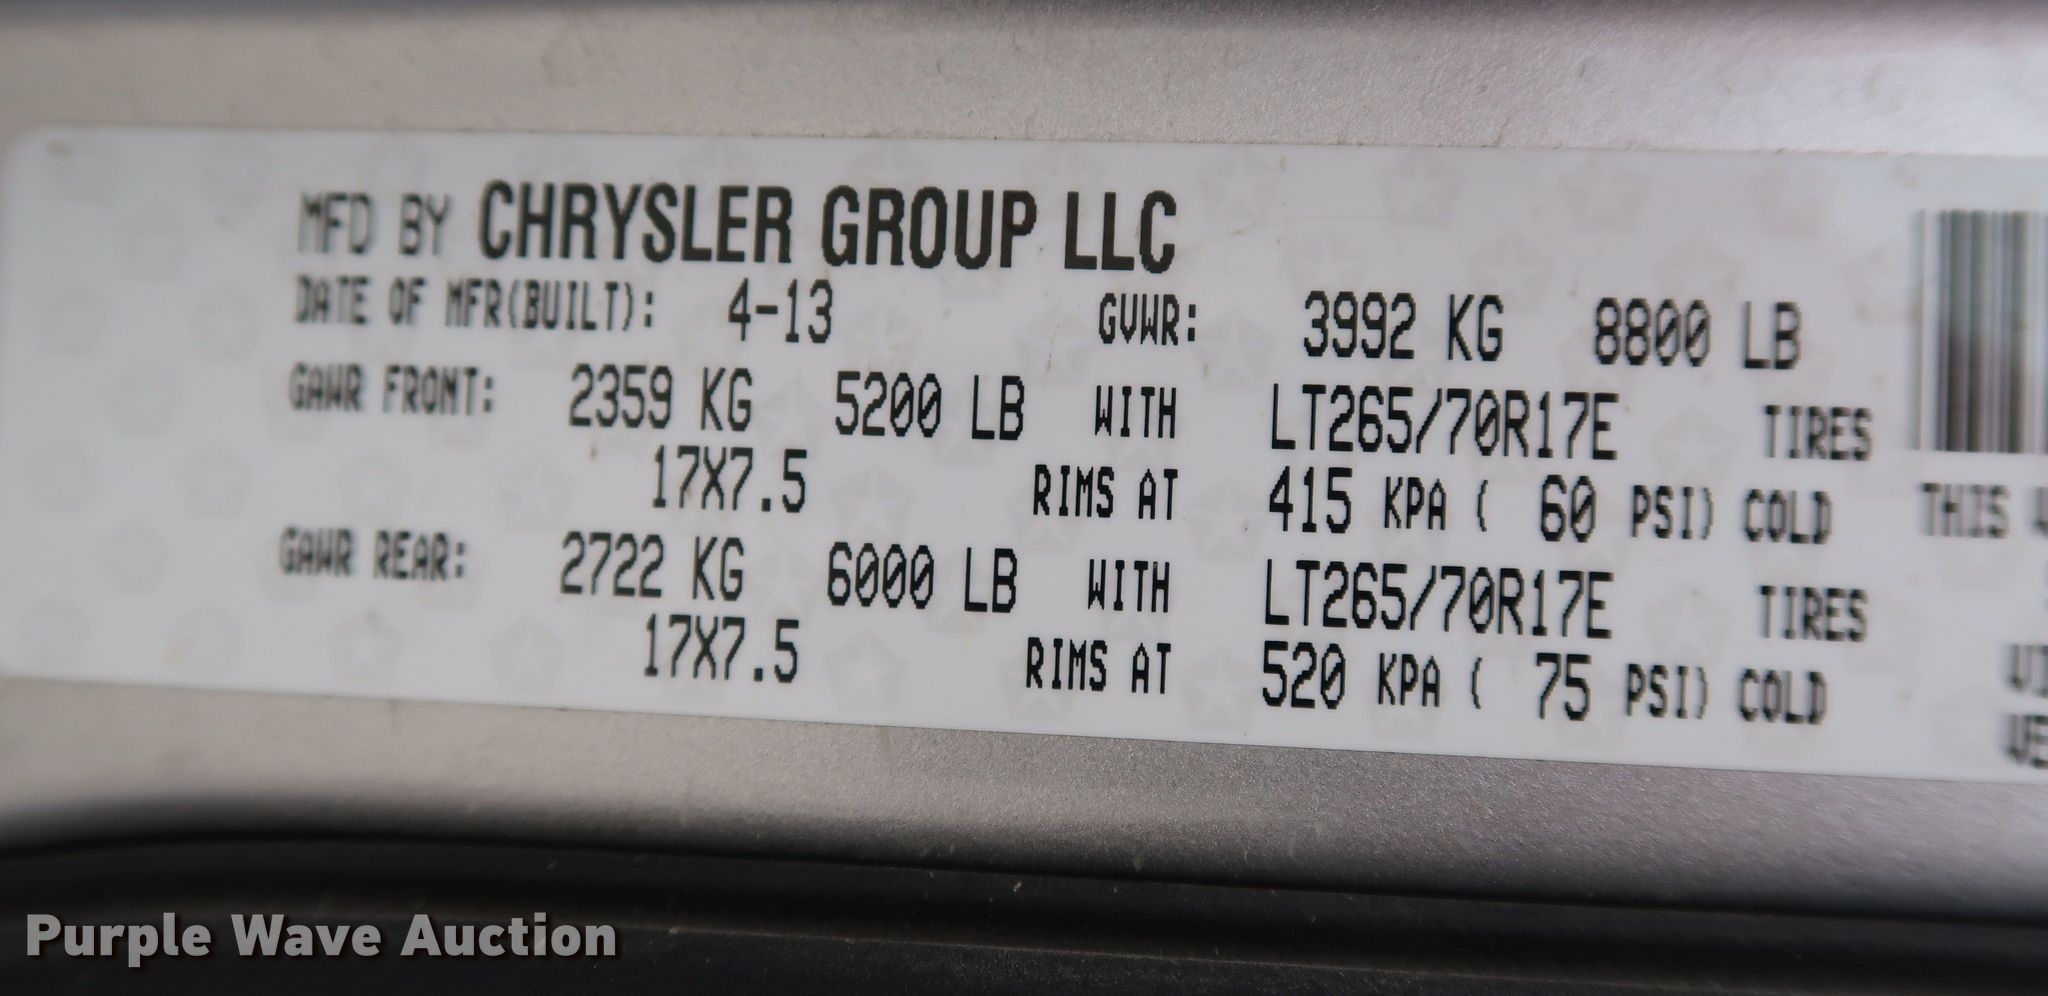 MFD BY CHRYSLER GROUP LLC
DATE OF MFR(BUILT): 4-13 GVWR: 3992 KG 8800 LB
GAWR FRONT: 2359 KG 5200 LB WITH LT265/70R17E TIRES
17X7.5 RIMS AT 415 KPA ( 60 PSI) COLD
GAWR REAR: 2722 KG 6000 LB WITH LT265/70R17E TIRES
17X7.5 RIMS AT 520 KPA ( 75 PSI) COLD
THIS
Purple Wave Auction